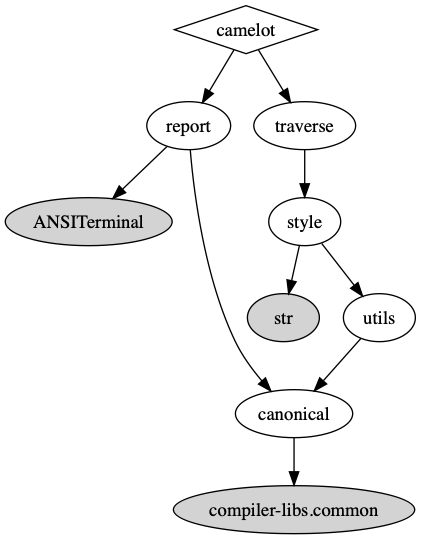 camelot
report
traverse
ANSITerminal
style
str
utils
canonical
compiler-libs.common